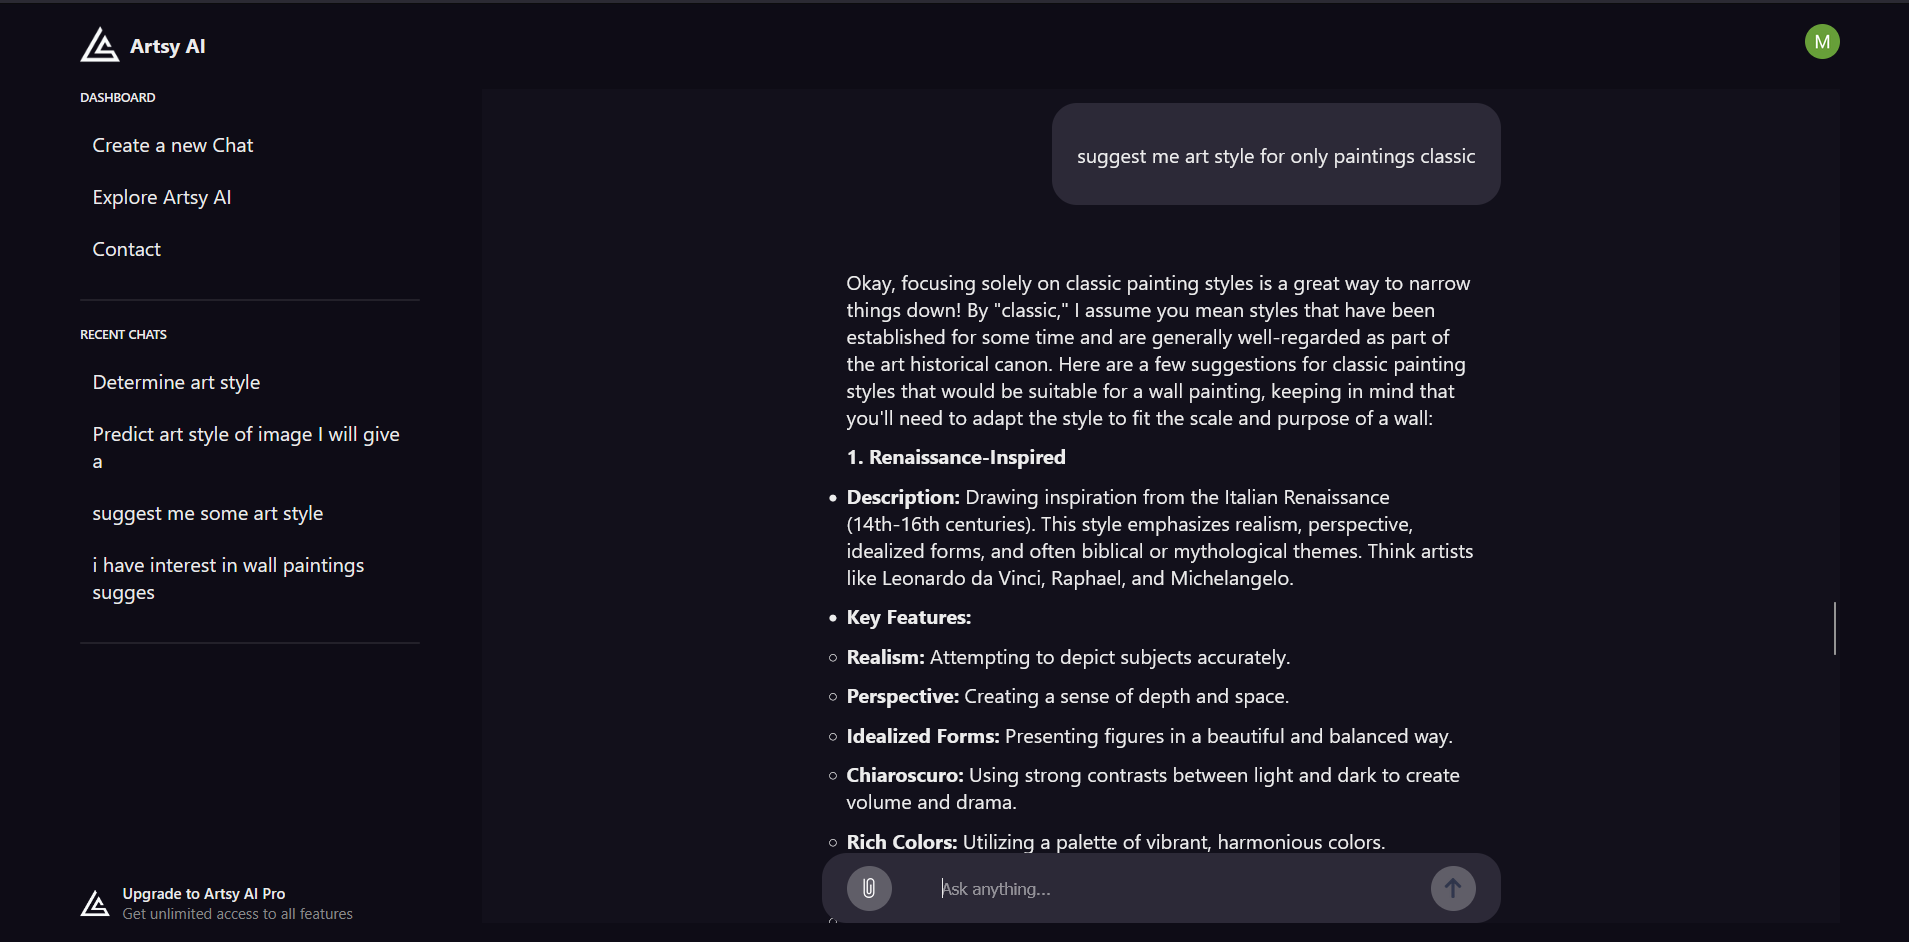 Artsy AI
M
DASHBOARD
Create a new Chat
Explore Artsy AI
Contact
RECENT CHATS
Determine art style
Predict art style of image I will give
a
suggest me some art style
i have interest in wall paintings
sugges
Upgrade to Artsy AI Pro
Get unlimited access to all features
suggest me art style for only paintings classic
Okay, focusing solely on classic painting styles is a great way to narrow
things down! By "classic," I assume you mean styles that have been
established for some time and are generally well-regarded as part of
the art historical canon. Here are a few suggestions for classic painting
styles that would be suitable for a wall painting, keeping in mind that
you'll need to adapt the style to fit the scale and purpose of a wall:
1. Renaissance-Inspired
• Description: Drawing inspiration from the Italian Renaissance
(14th-16th centuries). This style emphasizes realism, perspective,
idealized forms, and often biblical or mythological themes. Think artists
like Leonardo da Vinci, Raphael, and Michelangelo.
• Key Features:
○ Realism: Attempting to depict subjects accurately.
○ Perspective: Creating a sense of depth and space.
○ Idealized Forms: Presenting figures in a beautiful and balanced way.
○ Chiaroscuro: Using strong contrasts between light and dark to create
volume and drama.
○ Rich Colors: Utilizing a palette of vibrant, harmonious colors.
Ask anything...